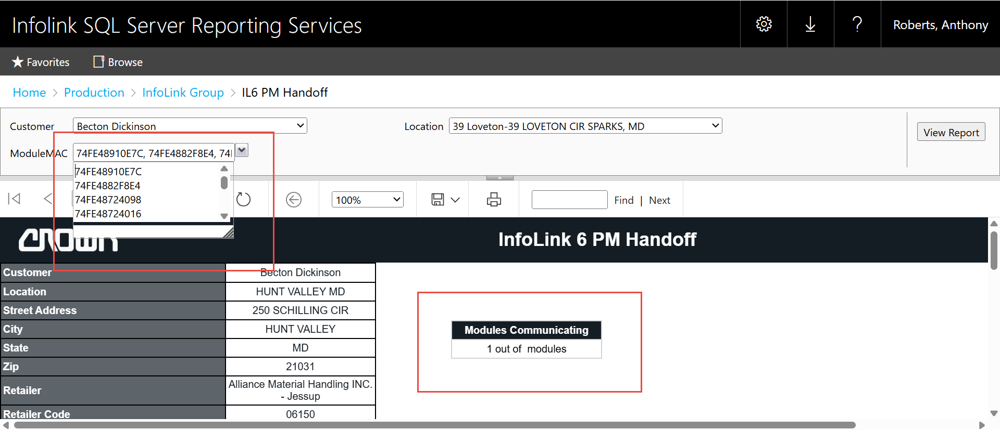 Infolink SQL Server Reporting Services
? Roberts, Anthony
Favorites Browse
Home > Production > InfoLink Group > IL6 PM Handoff
Customer Becton Dickinson Location 39 Loveton-39 LOVETON CIR SPARKS, MD View Report
ModuleMAC 74FE48910E7C, 74FE4882F8E4, 74
74FE48910E7C
74FE4882F8E4
74FE48724098
74FE48724016
100% Find | Next
CROWN InfoLink 6 PM Handoff
Customer Becton Dickinson
Location HUNT VALLEY MD
Street Address 250 SCHILLING CIR
City HUNT VALLEY
State MD
Zip 21031
Retailer Alliance Material Handling INC.
- Jessup
Retailer Code 06150
Modules Communicating
1 out of  modules